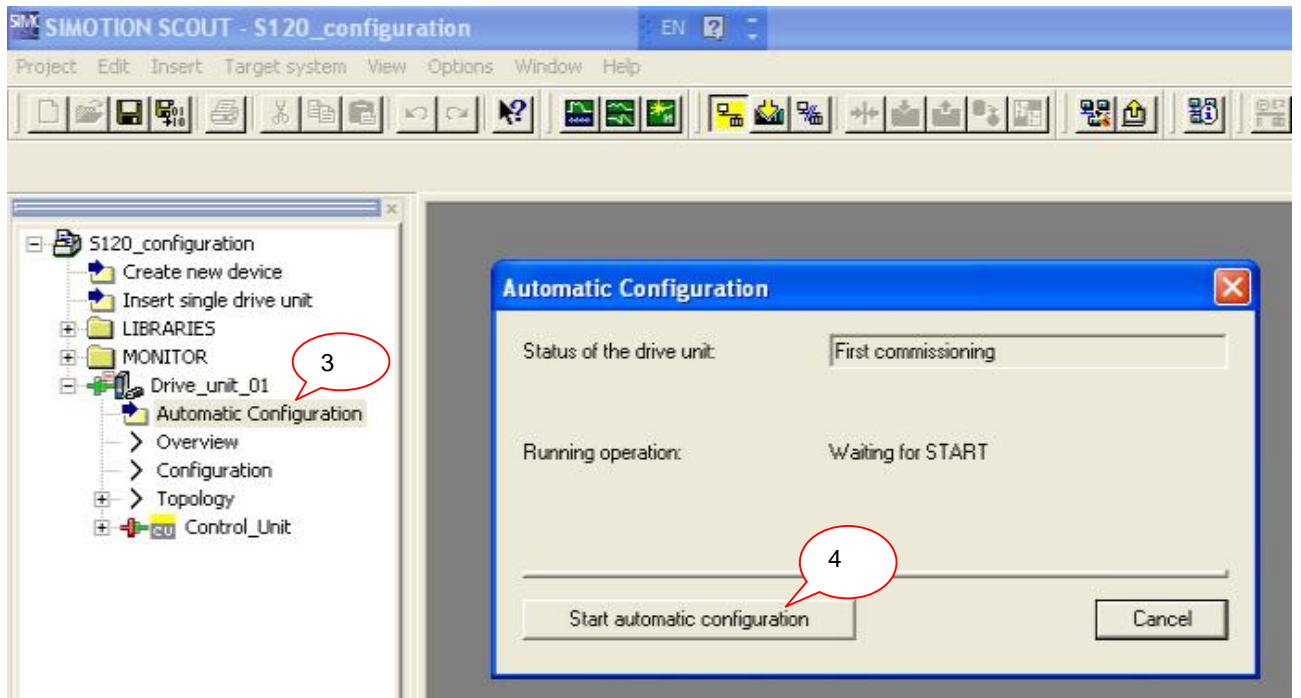 SIMOTION SCOUT - S120_configuration EN
Project Edit Insert Target system View Options Window Help
S120_configuration
Create new device
Insert single drive unit
LIBRARIES
MONITOR
3
Drive_unit_01
Automatic Configuration
Overview
Configuration
Topology
Control_Unit
Automatic Configuration
Status of the drive unit: First commissioning
Running operation: Waiting for START
4
Start automatic configuration Cancel